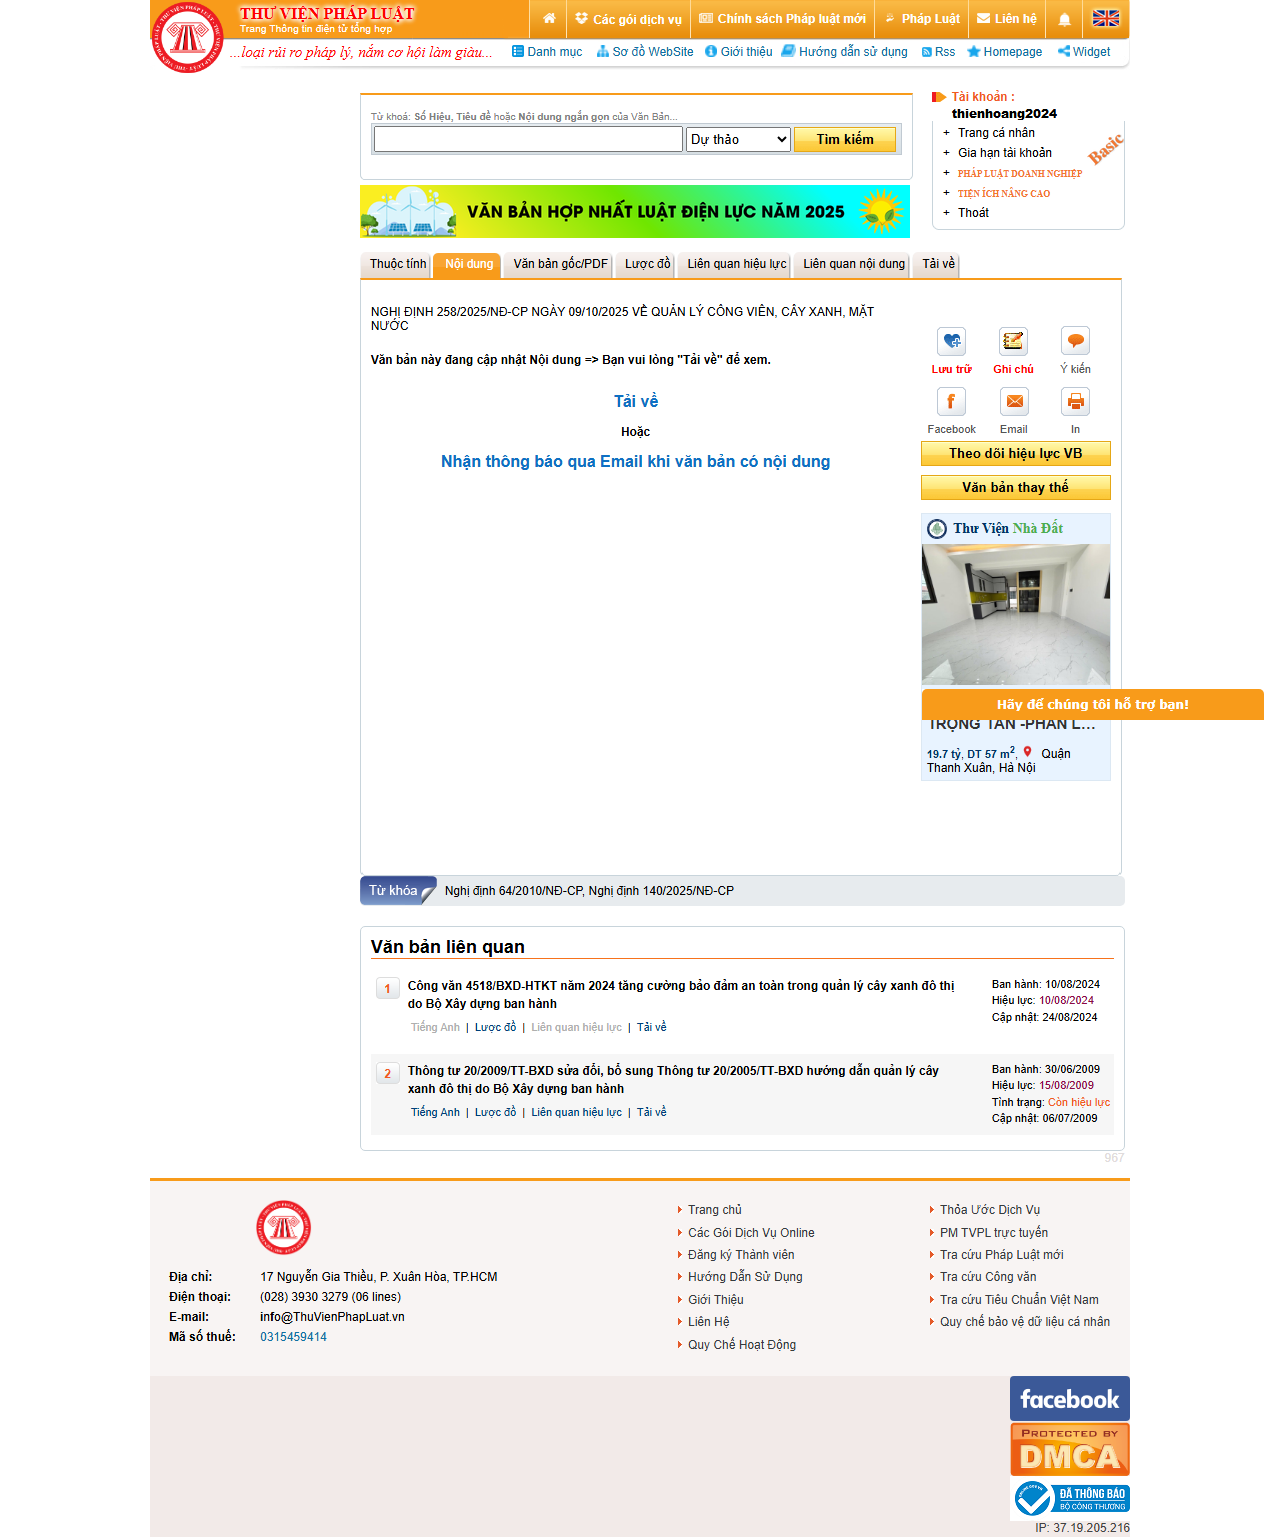 THƯ VIỆN PHÁP LUẬT
Trang Thông tin điện tử tổng hợp
Các gói dịch vụ
Chính sách Pháp luật mới
Pháp Luật
Liên hệ
...loại rủi ro pháp lý, nắm cơ hội làm giàu...
Danh mục
Sơ đồ WebSite
Giới thiệu
Hướng dẫn sử dụng
Rss
Homepage
Widget
Từ khoá: Số Hiệu, Tiêu đề hoặc Nội dung ngắn gọn của Văn Bản...
Dự thảo
Tìm kiếm
Tài khoản :
thienhoang2024
+ Trang cá nhân
+ Gia hạn tài khoản
+ PHÁP LUẬT DOANH NGHIỆP
+ TIỆN ÍCH NÂNG CAO
+ Thoát
Basic
VĂN BẢN HỢP NHẤT LUẬT ĐIỆN LỰC NĂM 2025
Thuộc tính
Nội dung
Văn bản gốc/PDF
Lược đồ
Liên quan hiệu lực
Liên quan nội dung
Tải về
NGHỊ ĐỊNH 258/2025/NĐ-CP NGÀY 09/10/2025 VỀ QUẢN LÝ CÔNG VIÊN, CÂY XANH, MẶT
NƯỚC
Văn bản này đang cập nhật Nội dung => Bạn vui lòng "Tải về" để xem.
Tải về
Hoặc
Nhận thông báo qua Email khi văn bản có nội dung
Lưu trữ
Ghi chú
Ý kiến
Facebook
Email
In
Theo dõi hiệu lực VB
Văn bản thay thế
Thư Viện Nhà Đất
Hãy để chúng tôi hỗ trợ bạn!
TRỌNG TẤN -PHÂN L...
19.7 tỷ, DT 57 m2, Quận
Thanh Xuân, Hà Nội
Từ khóa
Nghị định 64/2010/NĐ-CP, Nghị định 140/2025/NĐ-CP
Văn bản liên quan
1
Công văn 4518/BXD-HTKT năm 2024 tăng cường bảo đảm an toàn trong quản lý cây xanh đô thị
do Bộ Xây dựng ban hành
Tiếng Anh | Lược đồ | Liên quan hiệu lực | Tải về
Ban hành: 10/08/2024
Hiệu lực: 10/08/2024
Cập nhật: 24/08/2024
2
Thông tư 20/2009/TT-BXD sửa đổi, bổ sung Thông tư 20/2005/TT-BXD hướng dẫn quản lý cây
xanh đô thị do Bộ Xây dựng ban hành
Tiếng Anh | Lược đồ | Liên quan hiệu lực | Tải về
Ban hành: 30/06/2009
Hiệu lực: 15/08/2009
Tình trạng: Còn hiệu lực
Cập nhật: 06/07/2009
967
Địa chỉ: 17 Nguyễn Gia Thiều, P. Xuân Hòa, TP.HCM
Điện thoại: (028) 3930 3279 (06 lines)
E-mail: info@ThuVienPhapLuat.vn
Mã số thuế: 0315459414
Trang chủ
Các Gói Dịch Vụ Online
Đăng ký Thành viên
Hướng Dẫn Sử Dụng
Giới Thiệu
Liên Hệ
Quy Chế Hoạt Động
Thỏa Ước Dịch Vụ
PM TVPL trực tuyến
Tra cứu Pháp Luật mới
Tra cứu Công văn
Tra cứu Tiêu Chuẩn Việt Nam
Quy chế bảo vệ dữ liệu cá nhân
facebook
PROTECTED BY
DMCA
ĐÃ THÔNG BÁO
BỘ CÔNG THƯƠNG
IP: 37.19.205.216